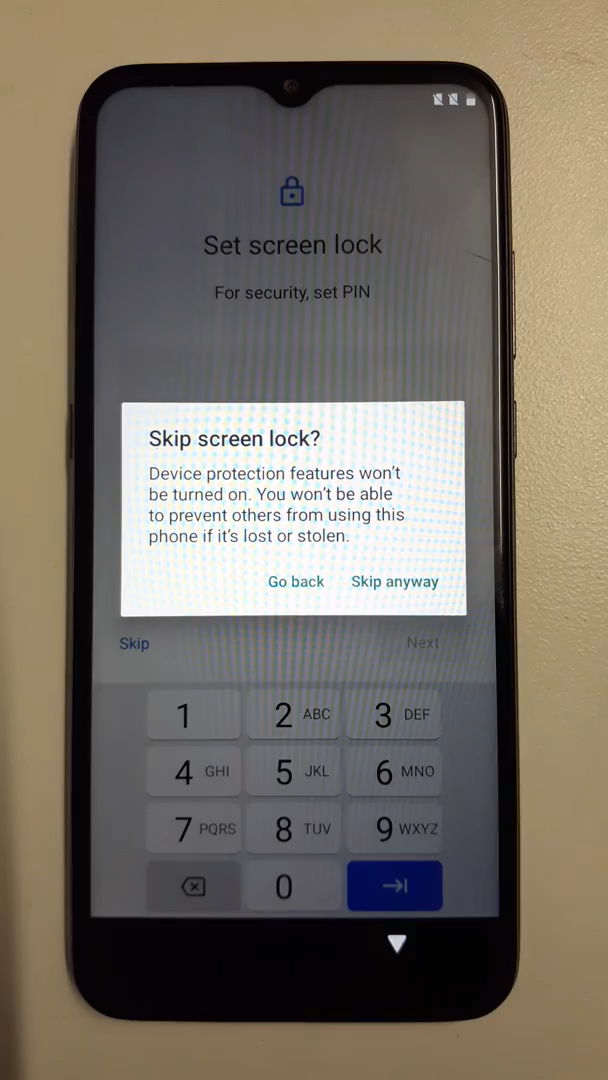 Set screen lock
For security, set PIN
Skip screen lock?
Device protection features won't
be turned on. You won't be able
to prevent others from using this
phone if it's lost or stolen.
Go back Skip anyway
Skip Next
1 2 ABC 3 DEF
4 GHI 5 JKL 6 MNO
7 PQRS 8 TUV 9 WXYZ
0